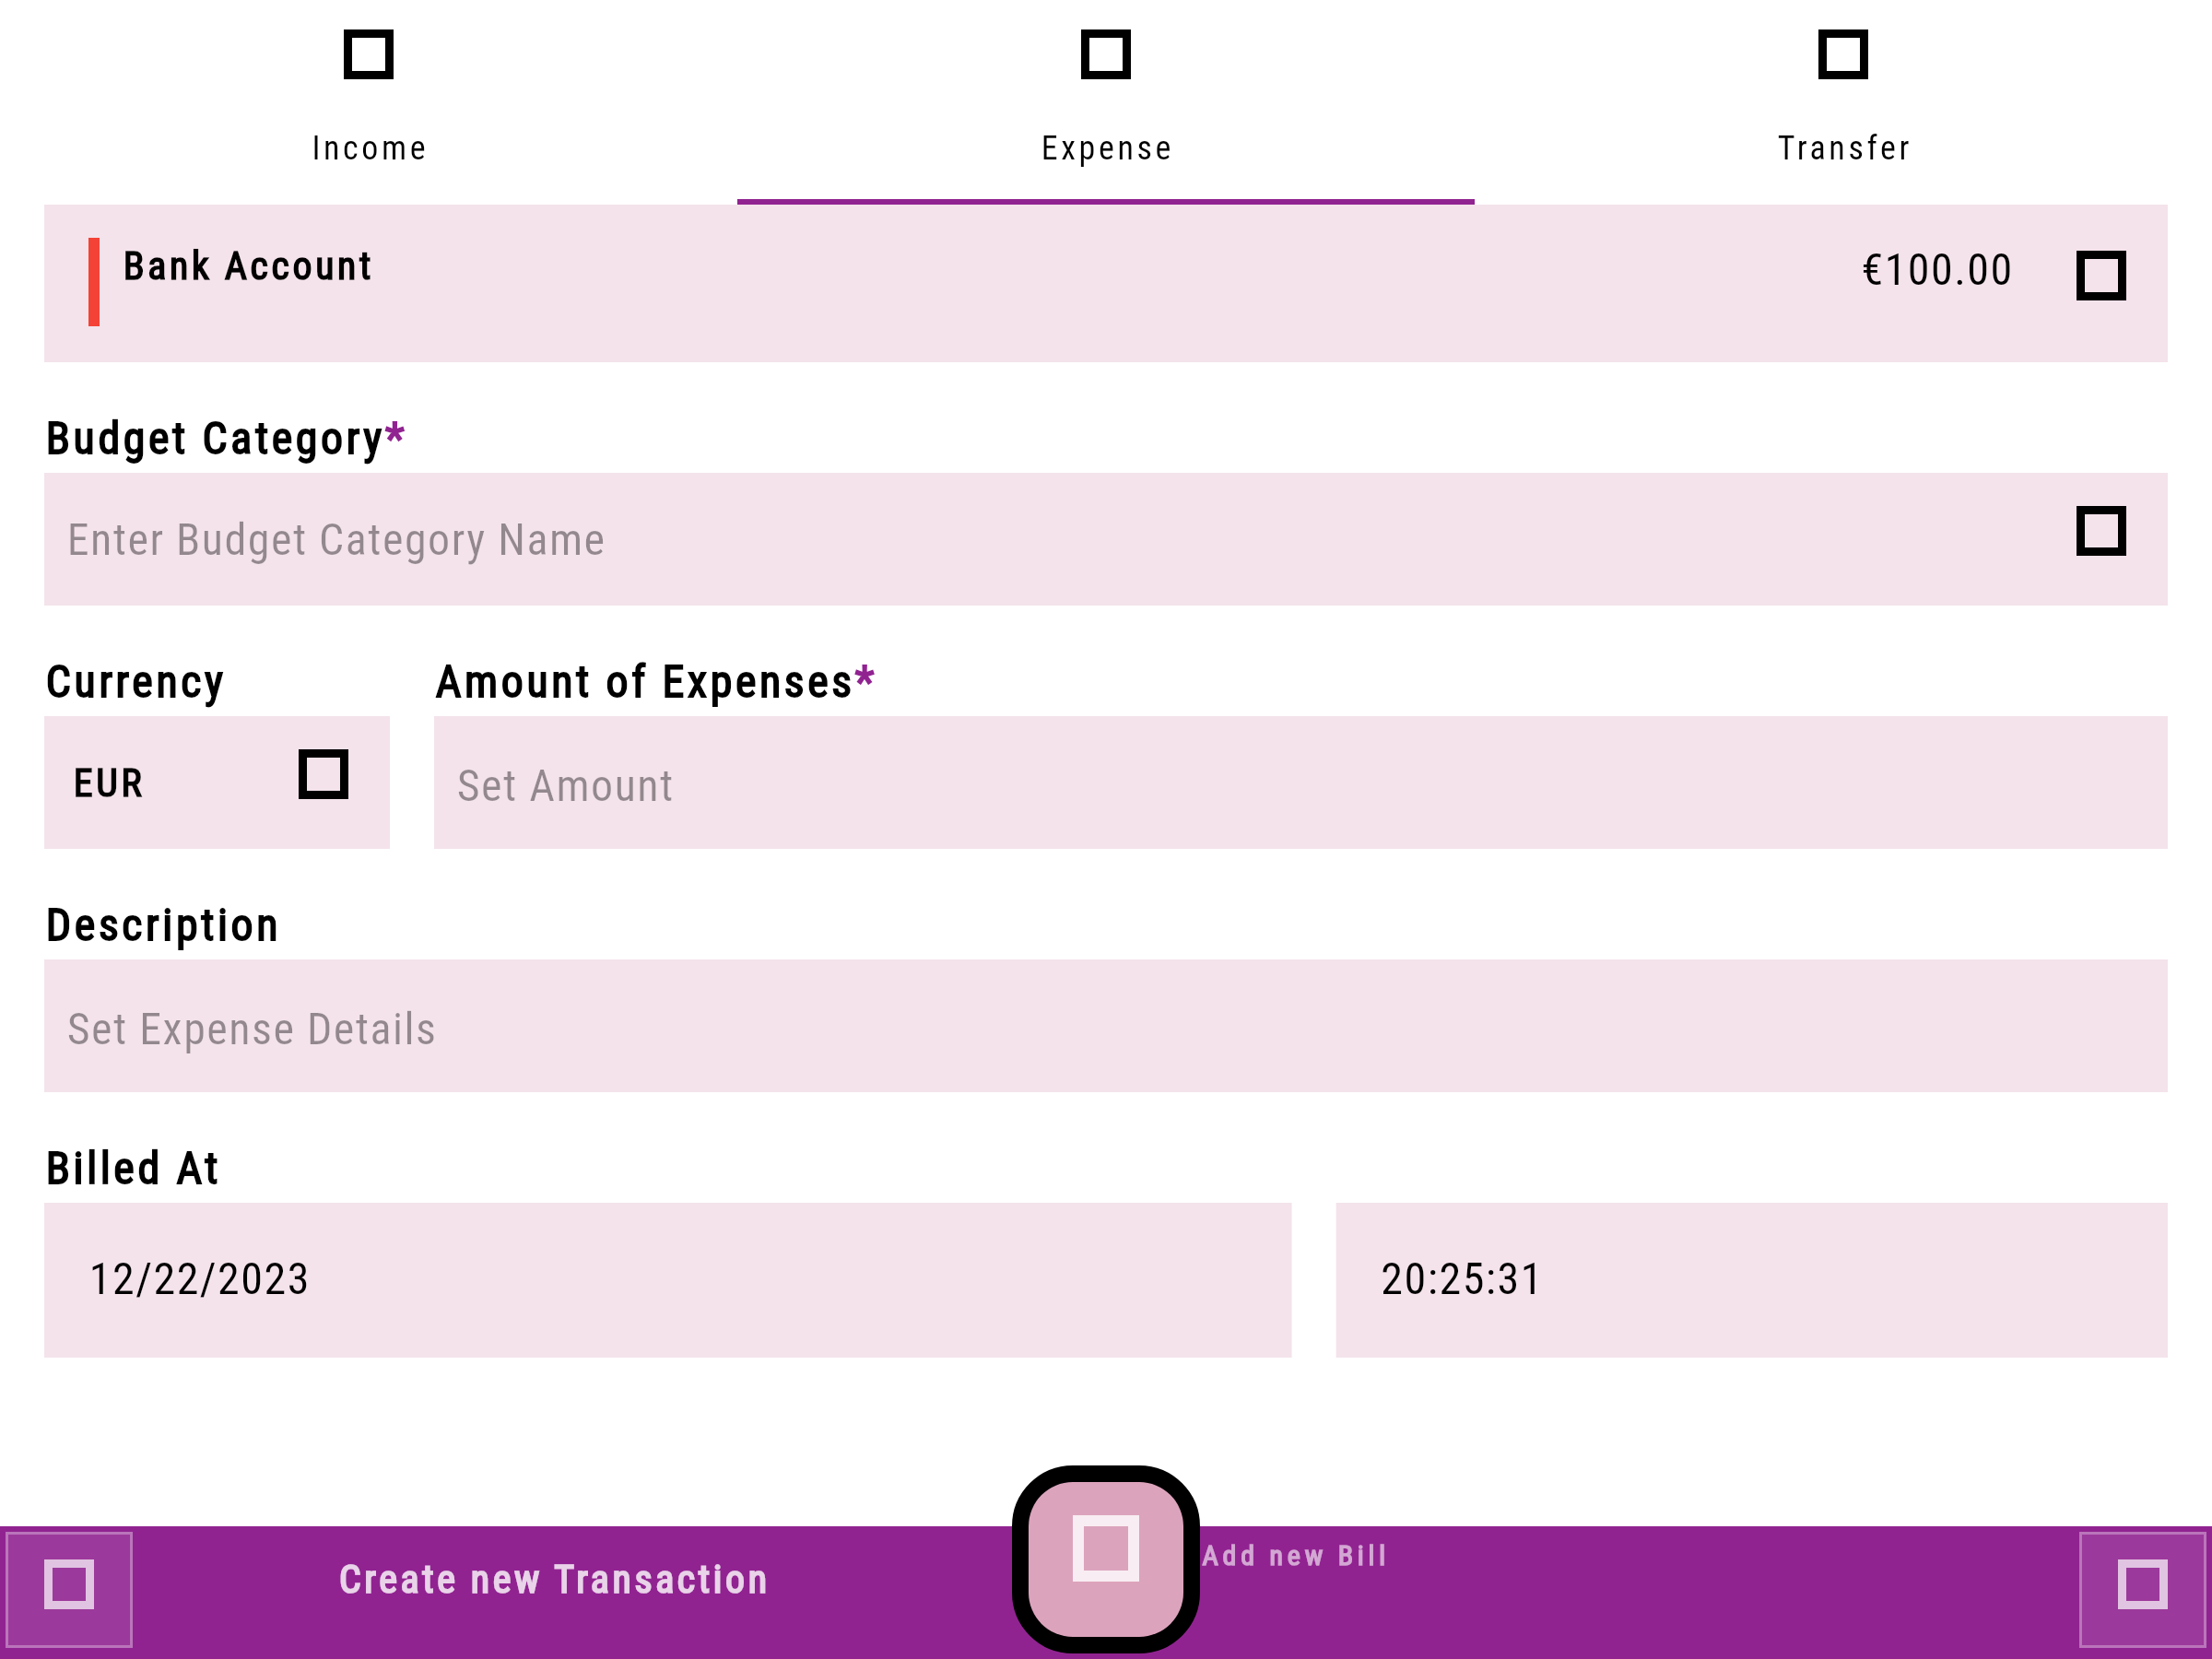 Income
Expense
Transfer
Bank Account
€100.00
Budget Category*
Enter Budget Category Name
Currency
Amount of Expenses*
EUR
Set Amount
Description
Set Expense Details
Billed At
12/22/2023
20:25:31
Create new Transaction
Add new Bill